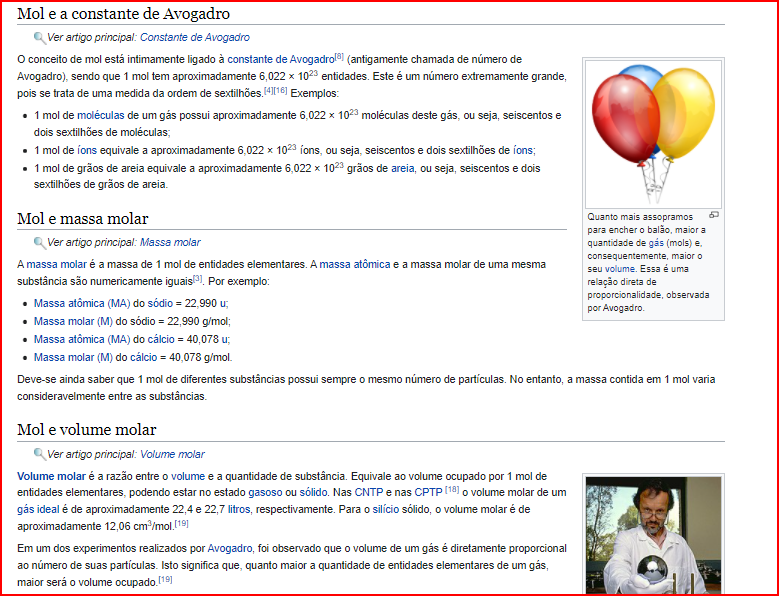 Mol e a constante de Avogadro
Ver artigo principal: Constante de Avogadro
O conceito de mol está intimamente ligado à constante de Avogadro[8] (antigamente chamada de número de
Avogadro), sendo que 1 mol tem aproximadamente 6,022 × 10²³ entidades. Este é um número extremamente grande,
pois se trata de uma medida da ordem de sextilhões.[4][16] Exemplos:
• 1 mol de moléculas de um gás possui aproximadamente 6,022 × 10²³ moléculas deste gás, ou seja, seiscentos e
dois sextilhões de moléculas;
• 1 mol de íons equivale a aproximadamente 6,022 × 10²³ íons, ou seja, seiscentos e dois sextilhões de íons;
• 1 mol de grãos de areia equivale a aproximadamente 6,022 × 10²³ grãos de areia, ou seja, seiscentos e dois
sextilhões de grãos de areia.
Quanto mais assopramos
para encher o balão, maior a
quantidade de gás (mols) e,
consequentemente, maior o
seu volume. Essa é uma
relação direta de
proporcionalidade, observada
por Avogadro.
Mol e massa molar
Ver artigo principal: Massa molar
A massa molar é a massa de 1 mol de entidades elementares. A massa atômica e a massa molar de uma mesma
substância são numericamente iguais[3]. Por exemplo:
• Massa atômica (MA) do sódio = 22,990 u;
• Massa molar (M) do sódio = 22,990 g/mol;
• Massa atômica (MA) do cálcio = 40,078 u;
• Massa molar (M) do cálcio = 40,078 g/mol.
Deve-se ainda saber que 1 mol de diferentes substâncias possui sempre o mesmo número de partículas. No entanto, a massa contida em 1 mol varia
consideravelmente entre as substâncias.
Mol e volume molar
Ver artigo principal: Volume molar
Volume molar é a razão entre o volume e a quantidade de substância. Equivale ao volume ocupado por 1 mol de
entidades elementares, podendo estar no estado gasoso ou sólido. Nas CNTP e nas CPTP [18] o volume molar de um
gás ideal é de aproximadamente 22,4 e 22,7 litros, respectivamente. Para o silício sólido, o volume molar é de
aproximadamente 12,06 cm³/mol.[19]
Em um dos experimentos realizados por Avogadro, foi observado que o volume de um gás é diretamente proporcional
ao número de suas partículas. Isto significa que, quanto maior a quantidade de entidades elementares de um gás,
maior será o volume ocupado.[19]